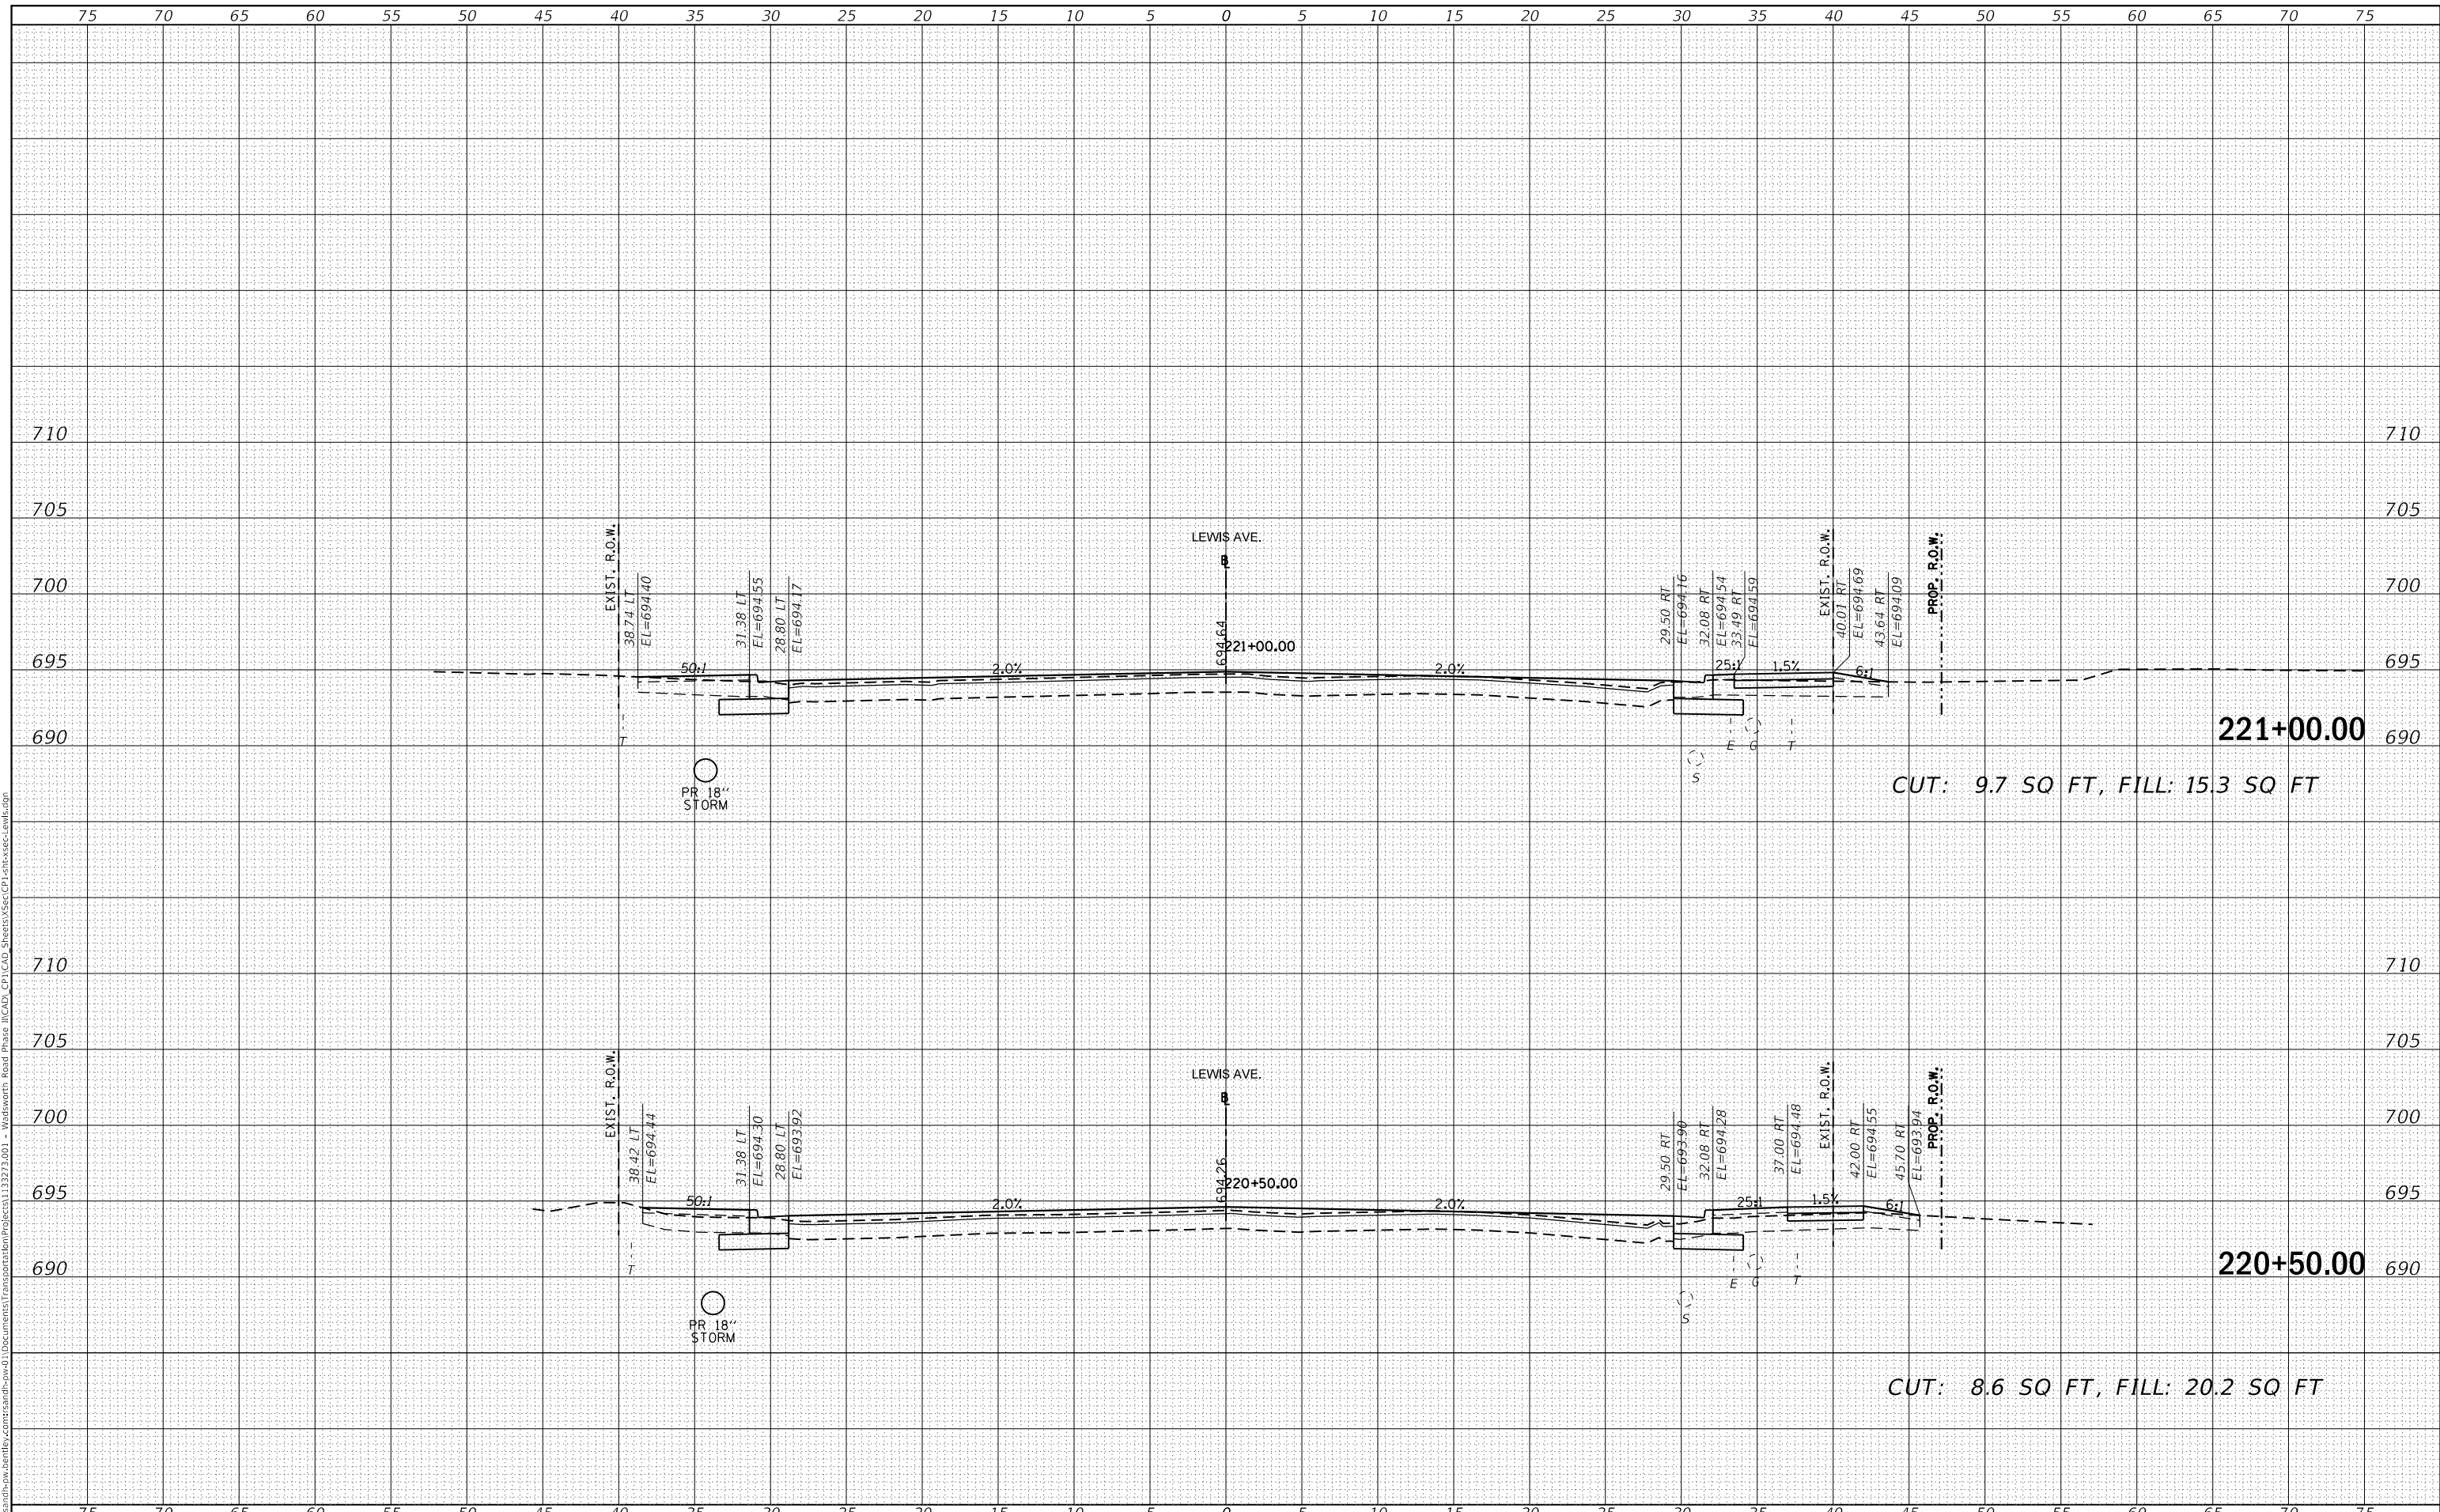 75 70 65 60 55 50 45 40 35 30 25 20 15 10 5 0 5 10 15 20 25 30 35 40 45 50 55 60 65 70 75
710 710
705 705
700 700
695 695
690 690
LEWIS AVE.
B
694.64
221+00.00
EXIST. R.O.W.
38.74 LT
EL=694.40
31.38 LT
EL=694.55
28.80 LT
EL=694.17
29.50 RT
EL=694.16
32.08 RT
EL=694.54
33.49 RT
EL=694.59
EXIST. R.O.W.
40.01 RT
EL=694.69
43.64 RT
EL=694.09
PROP. R.O.W.
50:1
2.0%
2.0%
25:1
1.5%
6:1
T
E
G
T
S
PR 18"
STORM
221+00.00
CUT: 9.7 SQ FT, FILL: 15.3 SQ FT
710 710
705 705
700 700
695 695
690 690
LEWIS AVE.
B
694.26
220+50.00
EXIST. R.O.W.
38.42 LT
EL=694.44
31.38 LT
EL=694.30
28.80 LT
EL=693.92
29.50 RT
EL=693.90
32.08 RT
EL=694.28
37.00 RT
EL=694.48
EXIST. R.O.W.
42.00 RT
EL=694.55
45.70 RT
EL=693.94
PROP. R.O.W.
50:1
2.0%
2.0%
25:1
1.5%
6:1
T
E
G
T
S
PR 18"
STORM
220+50.00
CUT: 8.6 SQ FT, FILL: 20.2 SQ FT
75 70 65 60 55 50 45 40 35 30 25 20 15 10 5 0 5 10 15 20 25 30 35 40 45 50 55 60 65 70 75